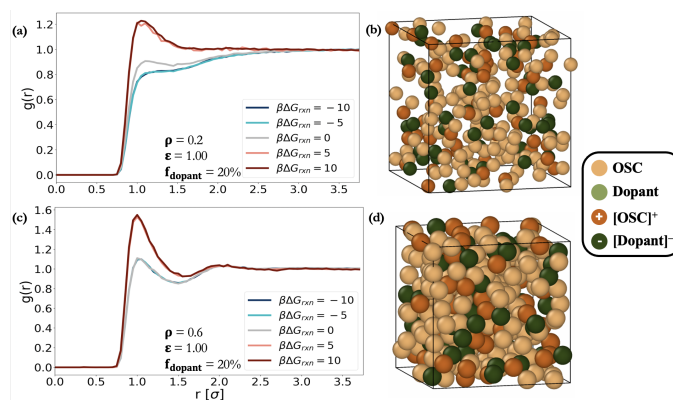 (a)
g(r)
1.2
1.0
0.8
0.6
0.4
0.2
0.0
βΔG_rxn = −10
βΔG_rxn = −5
βΔG_rxn = 0
βΔG_rxn = 5
βΔG_rxn = 10
ρ = 0.2
ε = 1.00
f_dopant = 20%
0.0 0.5 1.0 1.5 2.0 2.5 3.0 3.5
(b)
(c)
g(r)
1.6
1.4
1.2
1.0
0.8
0.6
0.4
0.2
0.0
βΔG_rxn = −10
βΔG_rxn = −5
βΔG_rxn = 0
βΔG_rxn = 5
βΔG_rxn = 10
ρ = 0.6
ε = 1.00
f_dopant = 20%
0.0 0.5 1.0 1.5 2.0 2.5 3.0 3.5
r [σ]
(d)
OSC
Dopant
+ [OSC]⁺
- [Dopant]⁻